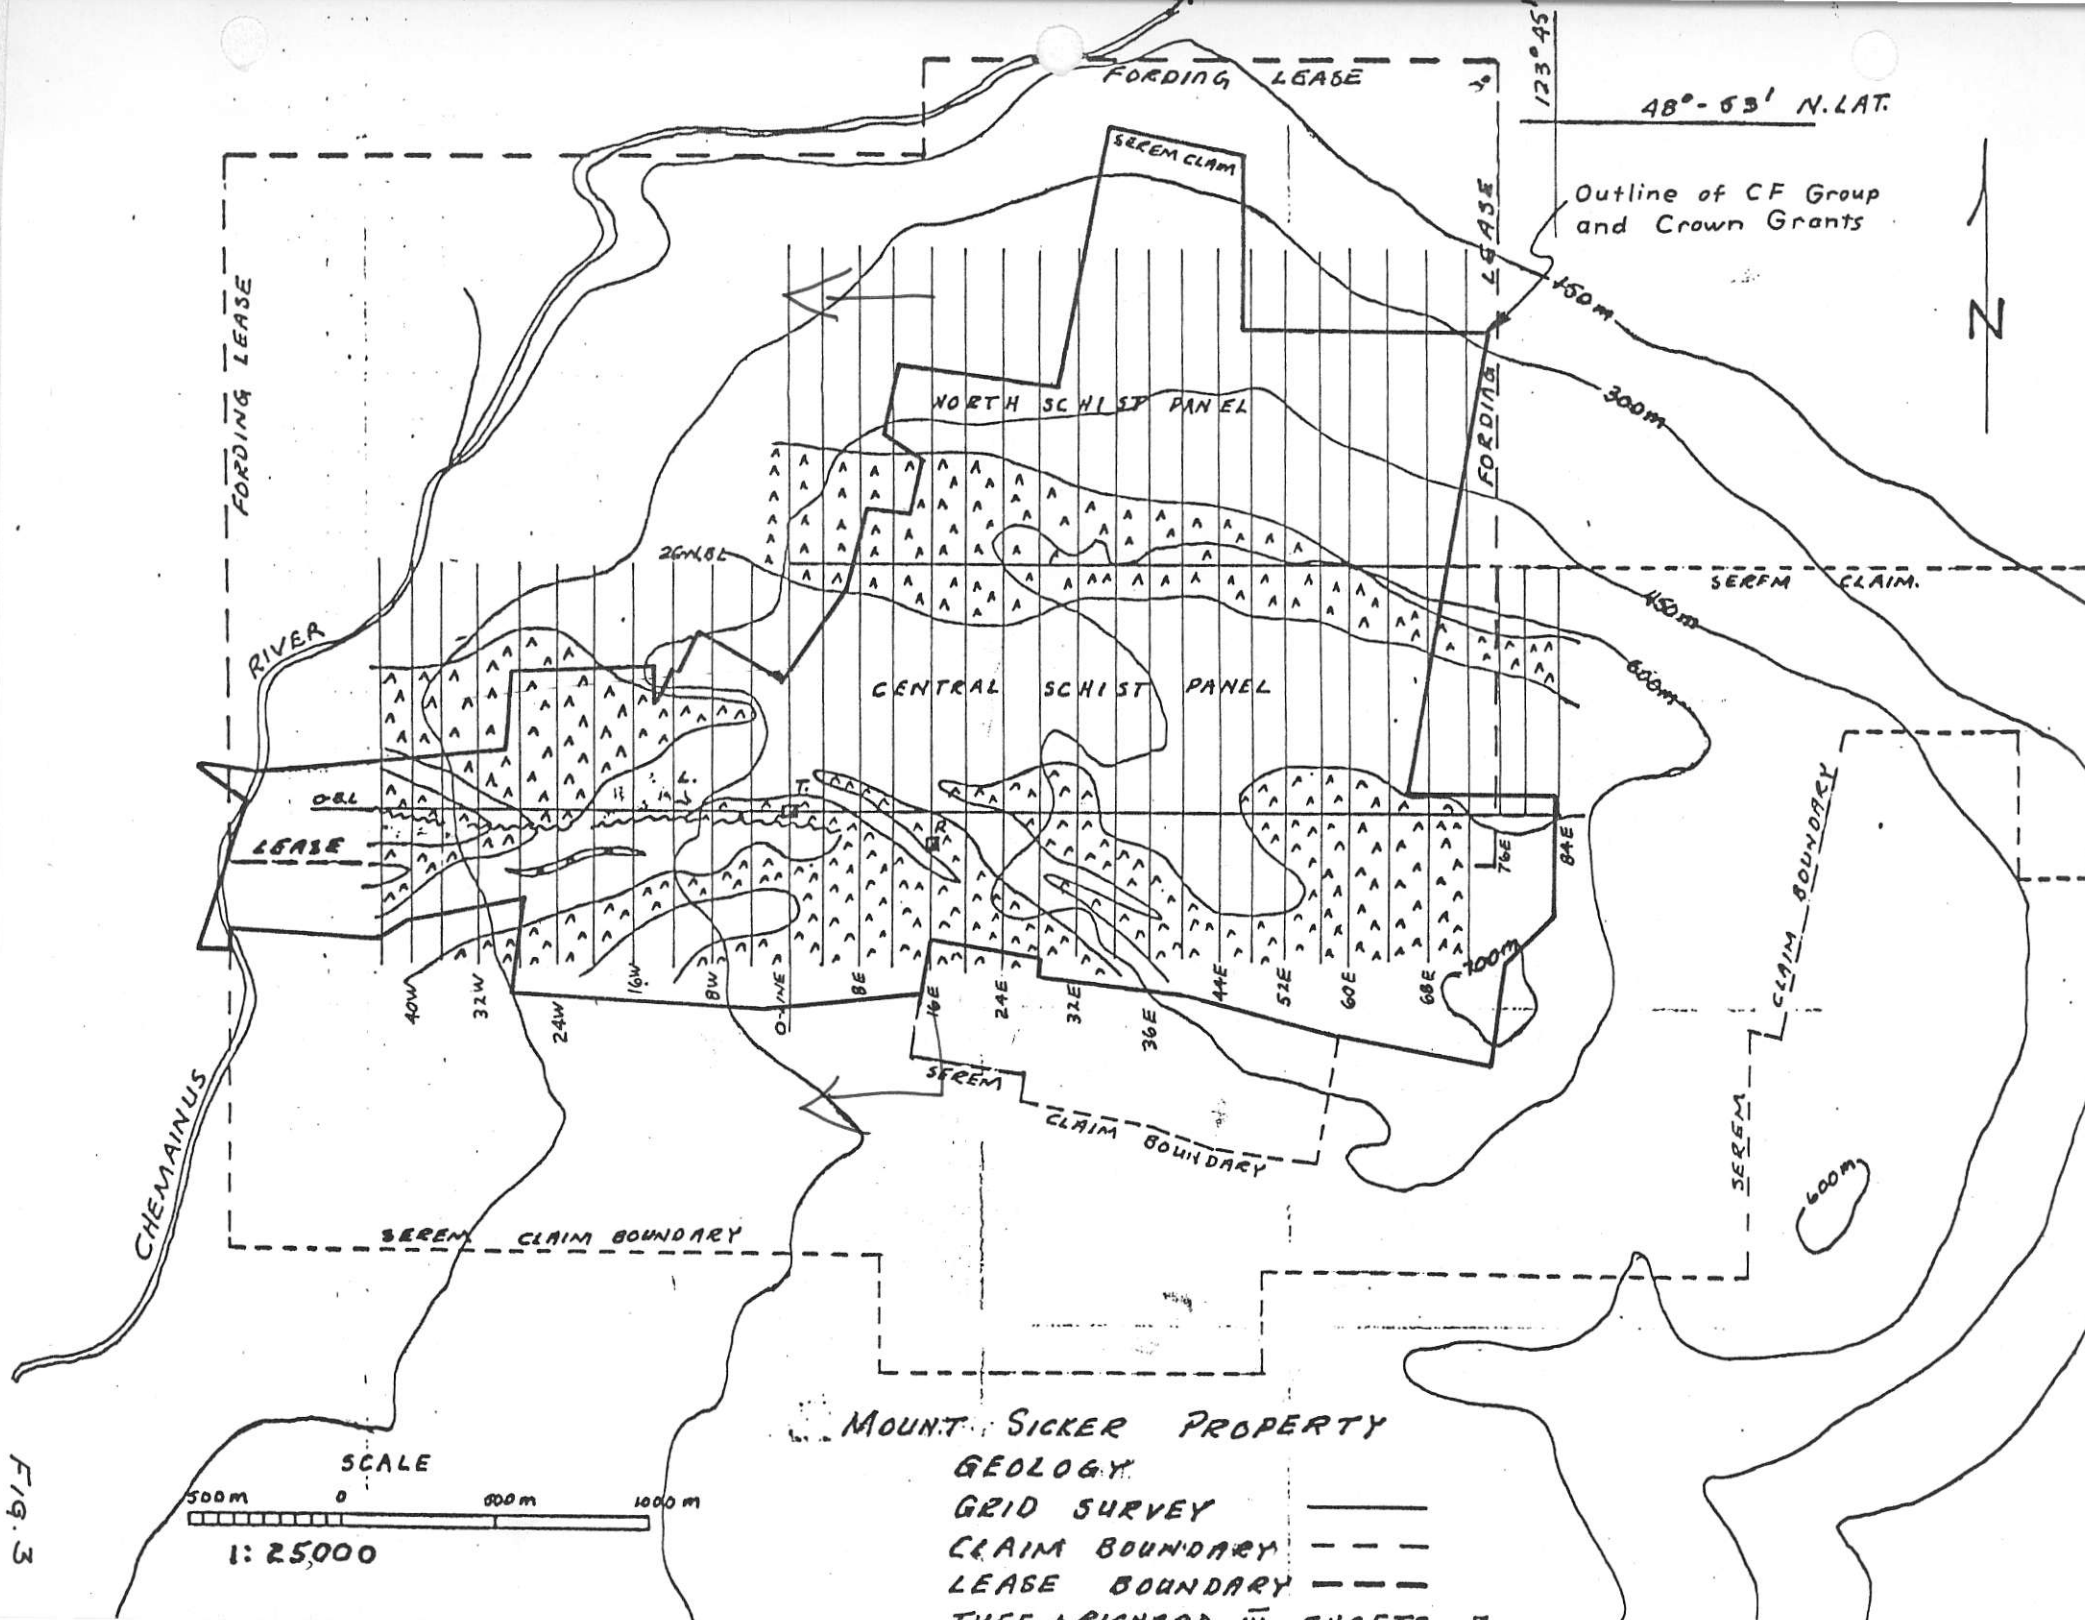 FORDING LEASE
123°45'
48°-53' N.LAT.
SEREM CLAIM
Outline of CF Group
and Crown Grants
FORDING LEASE
FORDING LEASE
150m
N
300m
NORTH SCHIST PANEL
SEREM CLAIM.
450m
RIVER
600m
CENTRAL SCHIST PANEL
L.
T.
O-BL
LEASE
R.
76E
84E
CLAIM BOUNDARY
700m
40W
32W
24W
16W
8W
0-LINE
8E
16E
24E
32E
36E
44E
52E
60E
68E
SEREM
CLAIM BOUNDARY
SEREM
600m
CHEMAINUS
SEREM CLAIM BOUNDARY
MOUNT SICKER PROPERTY
GEOLOGY
GRID SURVEY
CLAIM BOUNDARY
LEASE BOUNDARY
SCALE
500m 0 500m 1000m
1:25,000
Fig. 3